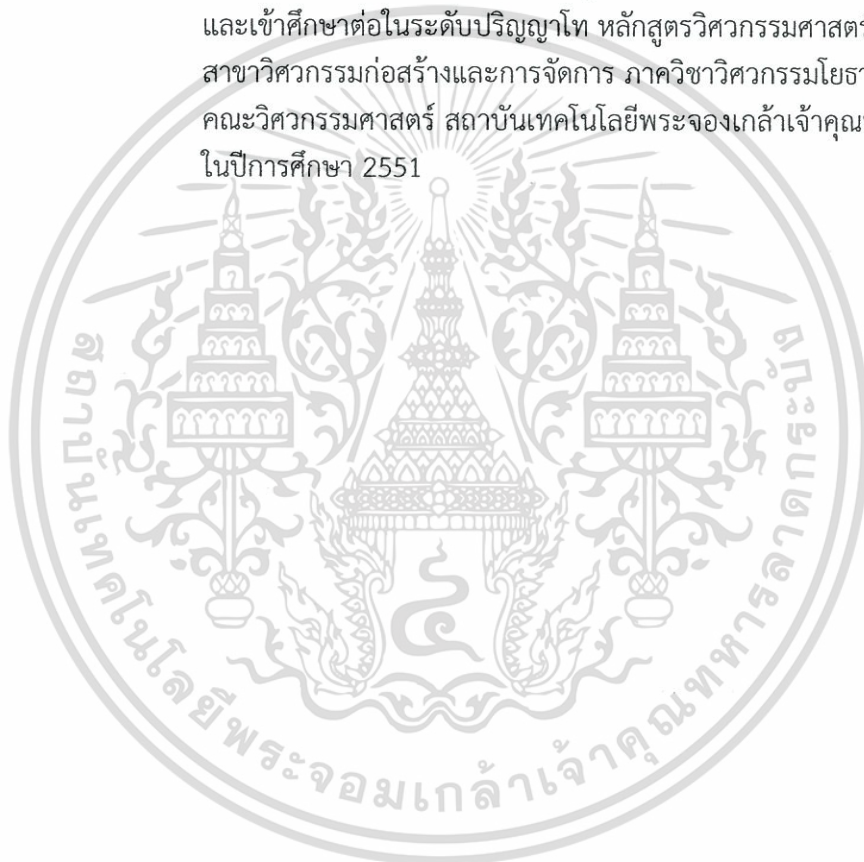 และเข้าศึกษาต่อในระดับปริญญาโท หลักสูตรวิศวกรรมศาสตร
สาขาวิศวกรรมก่อสร้างและการจัดการ ภาควิชาวิศวกรรมโยธา
คณะวิศวกรรมศาสตร์ สถาบันเทคโนโลยีพระจองเกล้าเจ้าคุณ
ในปีการศึกษา 2551
สถาบันเทคโนโลยีพระจอมเกล้าเจ้าคุณทหารลาดกระบัง
๔